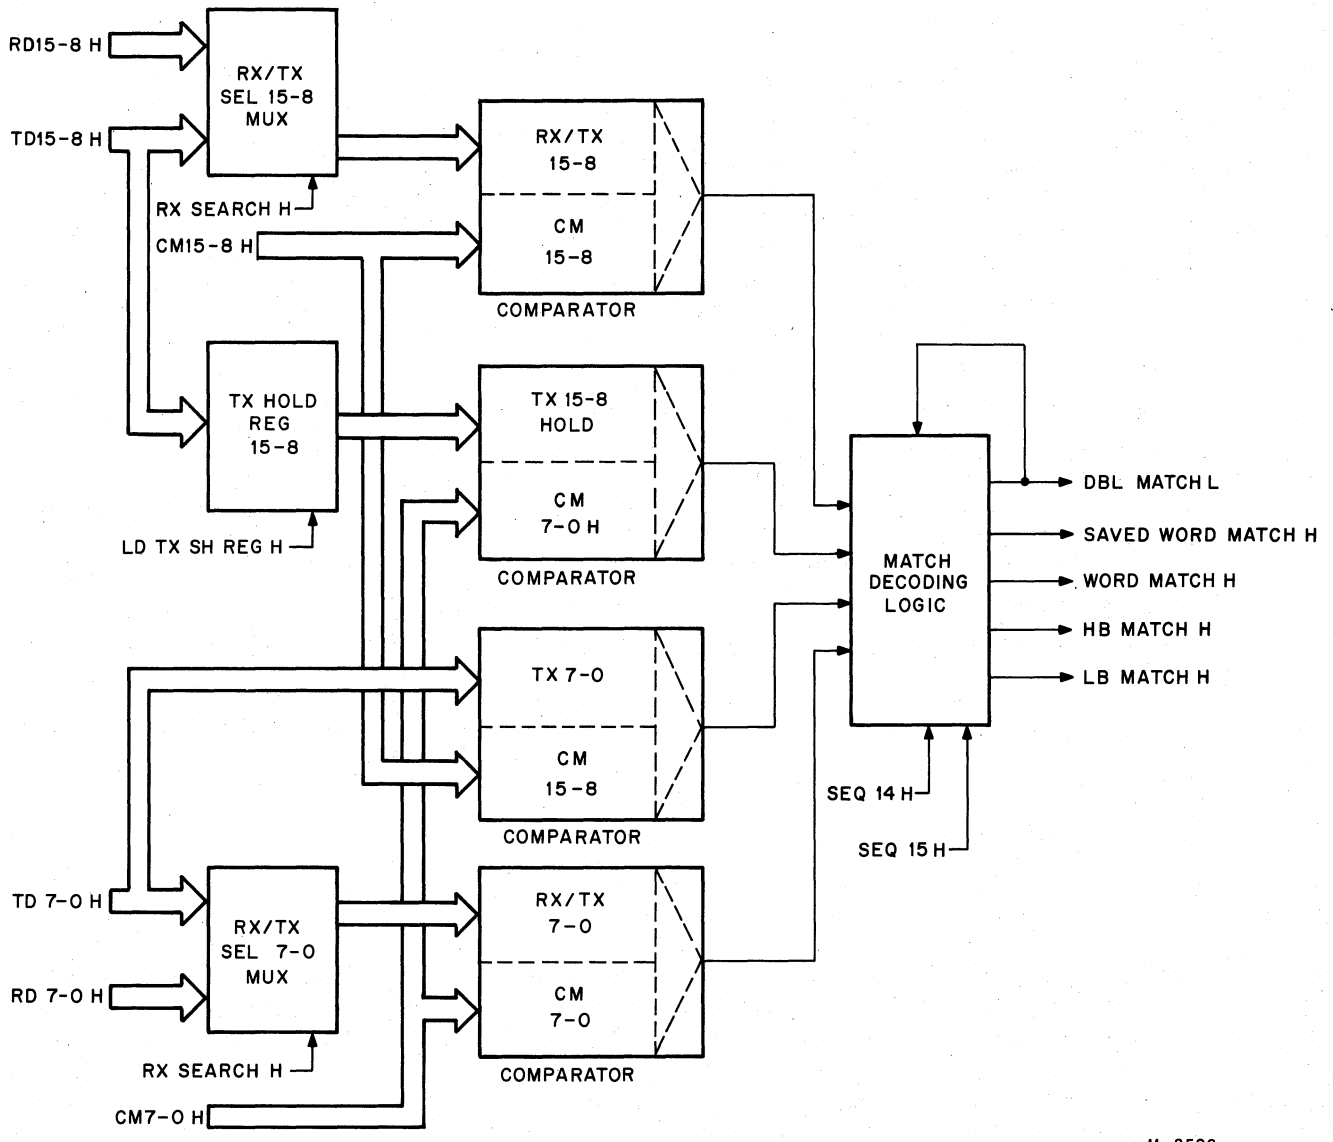 RD15-8 H
RX/TX
SEL 15-8
MUX
TD15-8 H
RX SEARCH H
CM15-8 H
RX/TX
15-8
CM
15-8
COMPARATOR
TX HOLD
REG
15-8
LD TX SH REG H
TX 15-8
HOLD
CM
7-0 H
COMPARATOR
TX 7-0
CM
15-8
COMPARATOR
TD 7-0 H
RX/TX
SEL 7-0
MUX
RD 7-0 H
RX SEARCH H
CM7-0 H
RX/TX
7-0
CM
7-0
COMPARATOR
MATCH
DECODING
LOGIC
DBL MATCH L
SAVED WORD MATCH H
WORD MATCH H
HB MATCH H
LB MATCH H
SEQ 14 H
SEQ 15 H